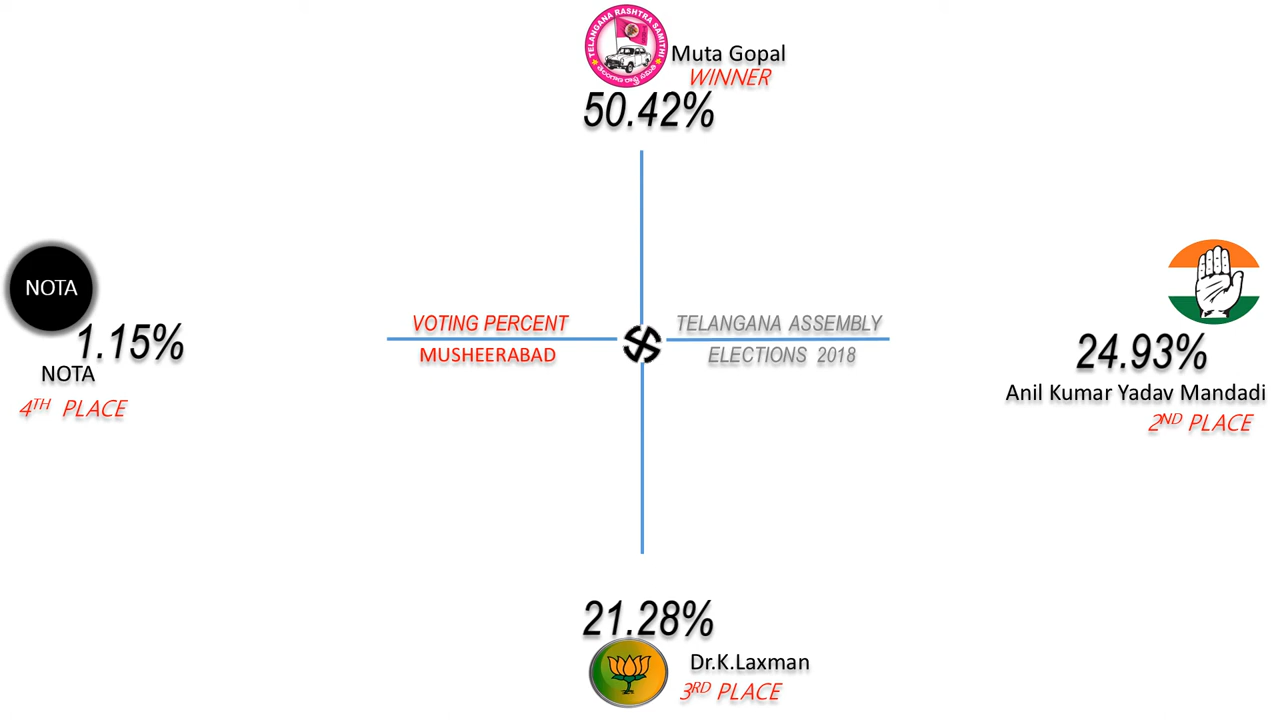 TELANGANA RASHTRA SAMITHI
తెలంగాణ రాష్ట్ర సమితి
Muta Gopal
WINNER
50.42%
NOTA
1.15%
NOTA
4TH PLACE
VOTING PERCENT
MUSHEERABAD
TELANGANA ASSEMBLY
ELECTIONS 2018
24.93%
Anil Kumar Yadav Mandadi
2ND PLACE
21.28%
Dr.K.Laxman
3RD PLACE